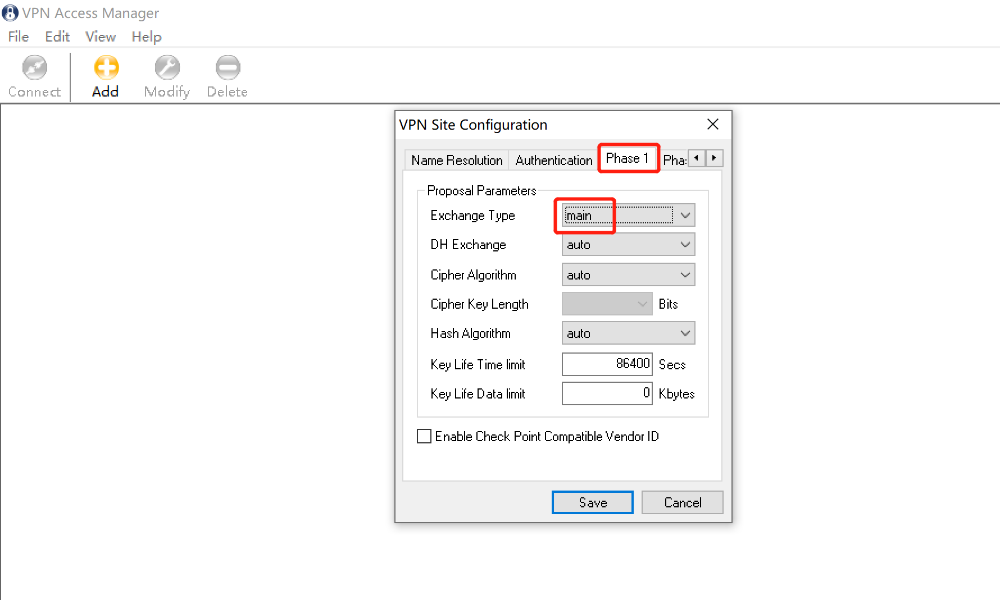 VPN Access Manager
File Edit View Help
Connect Add Modify Delete
VPN Site Configuration
Name Resolution Authentication Phase 1 Pha
Proposal Parameters
Exchange Type main
DH Exchange auto
Cipher Algorithm auto
Cipher Key Length Bits
Hash Algorithm auto
Key Life Time limit 86400 Secs
Key Life Data limit 0 Kbytes
Enable Check Point Compatible Vendor ID
Save Cancel